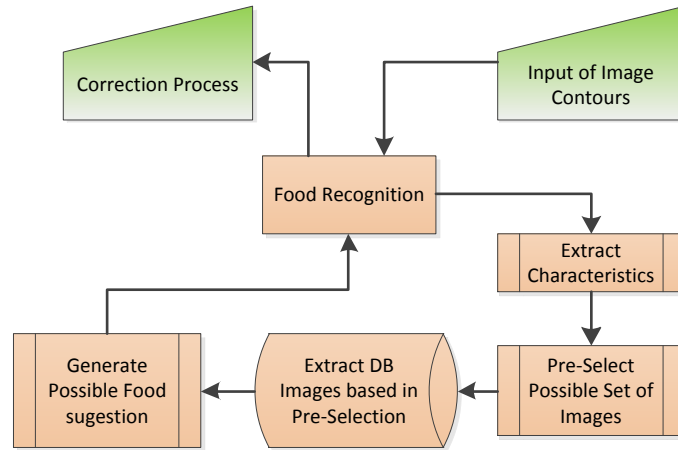 Correction Process
Input of Image
Contours
Food Recognition
Extract
Characteristics
Generate
Possible Food
sugestion
Extract DB
Images based in
Pre-Selection
Pre-Select
Possible Set of
Images